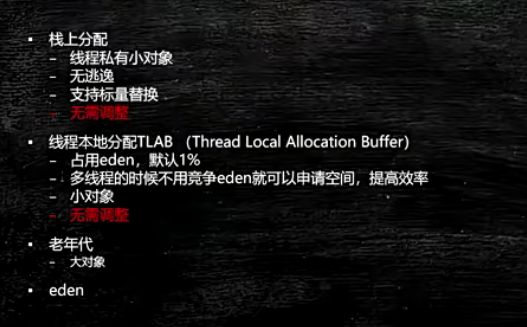 ▪ 栈上分配
– 线程私有小对象
– 无逃逸
– 支持标量替换
– 无需调整
▪ 线程本地分配TLAB （Thread Local Allocation Buffer）
– 占用eden，默认1%
– 多线程的时候不用竞争eden就可以申请空间，提高效率
– 小对象
– 无需调整
▪ 老年代
– 大对象
▪ eden